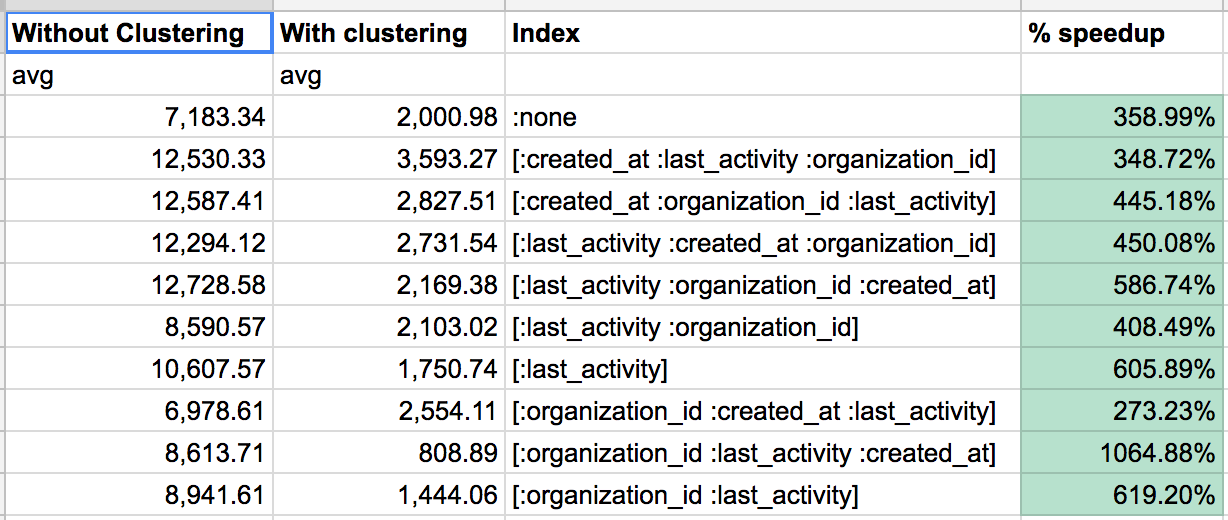 Without Clustering With clustering Index % speedup
avg avg
7,183.34 2,000.98 :none 358.99%
12,530.33 3,593.27 [:created_at :last_activity :organization_id] 348.72%
12,587.41 2,827.51 [:created_at :organization_id :last_activity] 445.18%
12,294.12 2,731.54 [:last_activity :created_at :organization_id] 450.08%
12,728.58 2,169.38 [:last_activity :organization_id :created_at] 586.74%
8,590.57 2,103.02 [:last_activity :organization_id] 408.49%
10,607.57 1,750.74 [:last_activity] 605.89%
6,978.61 2,554.11 [:organization_id :created_at :last_activity] 273.23%
8,613.71 808.89 [:organization_id :last_activity :created_at] 1064.88%
8,941.61 1,444.06 [:organization_id :last_activity] 619.20%